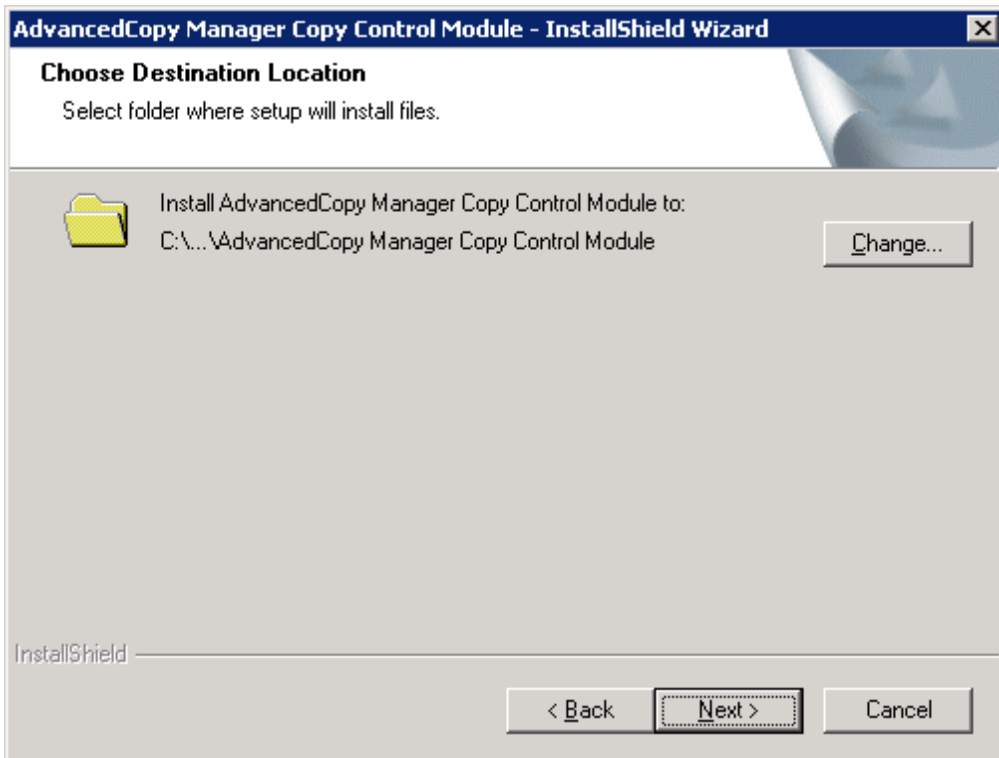 AdvancedCopy Manager Copy Control Module - InstallShield Wizard
Choose Destination Location
Select folder where setup will install files.
Install AdvancedCopy Manager Copy Control Module to:
C:\...\AdvancedCopy Manager Copy Control Module
Change...
InstallShield
< Back
Next >
Cancel